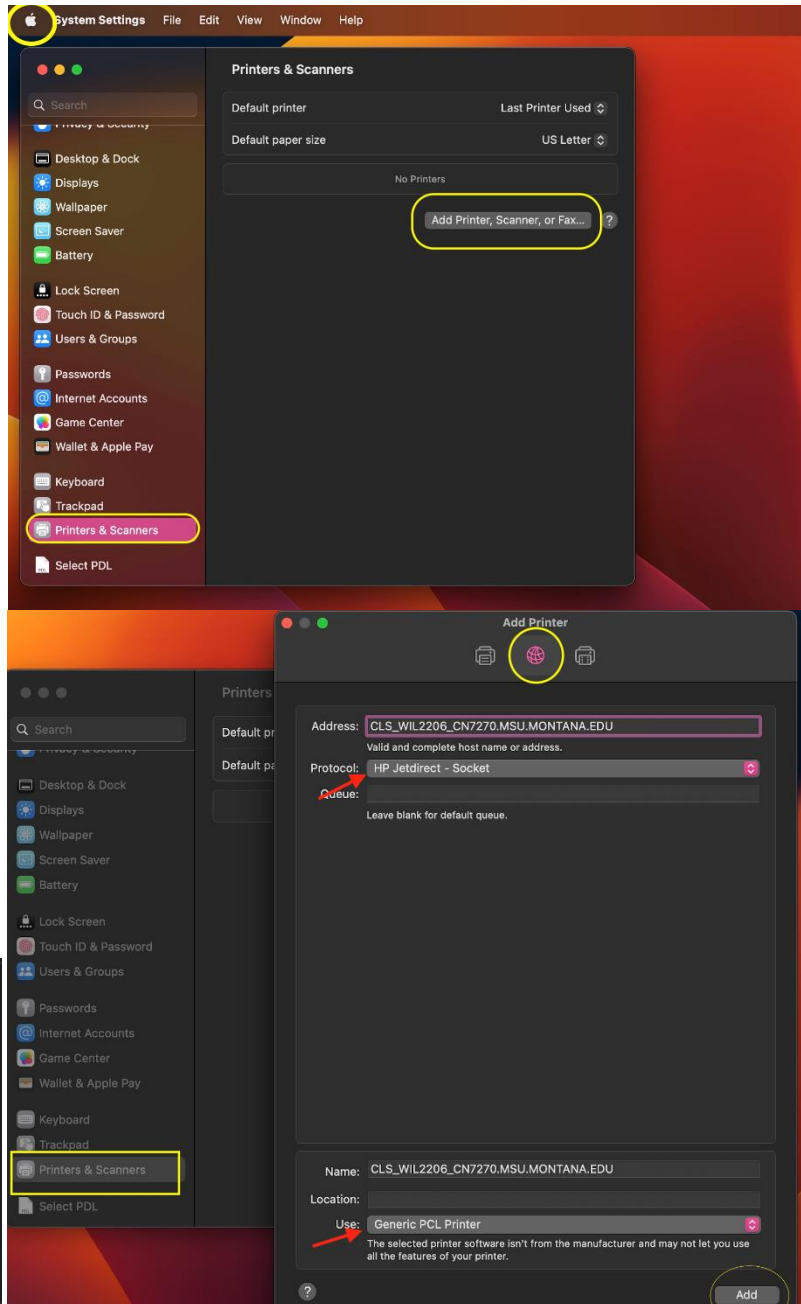 System Settings File Edit View Window Help
Printers & Scanners
Search
Default printer Last Printer Used
Privacy & Security
Default paper size US Letter
Desktop & Dock
Displays
No Printers
Wallpaper
Add Printer, Scanner, or Fax... ?
Screen Saver
Battery
Lock Screen
Touch ID & Password
Users & Groups
Passwords
Internet Accounts
Game Center
Wallet & Apple Pay
Keyboard
Trackpad
Printers & Scanners
Select PDL
Add Printer
Printers
Search
Default pr
Privacy & Security
Default pa
Desktop & Dock
Displays
Wallpaper
Screen Saver
Battery
Lock Screen
Touch ID & Password
Users & Groups
Passwords
Internet Accounts
Game Center
Wallet & Apple Pay
Keyboard
Trackpad
Printers & Scanners
Select PDL
Address: CLS_WIL2206_CN7270.MSU.MONTANA.EDU
Valid and complete host name or address.
Protocol: HP Jetdirect - Socket
Queue:
Leave blank for default queue.
Name: CLS_WIL2206_CN7270.MSU.MONTANA.EDU
Location:
Use: Generic PCL Printer
The selected printer software isn't from the manufacturer and may not let you use
all the features of your printer.
? Add